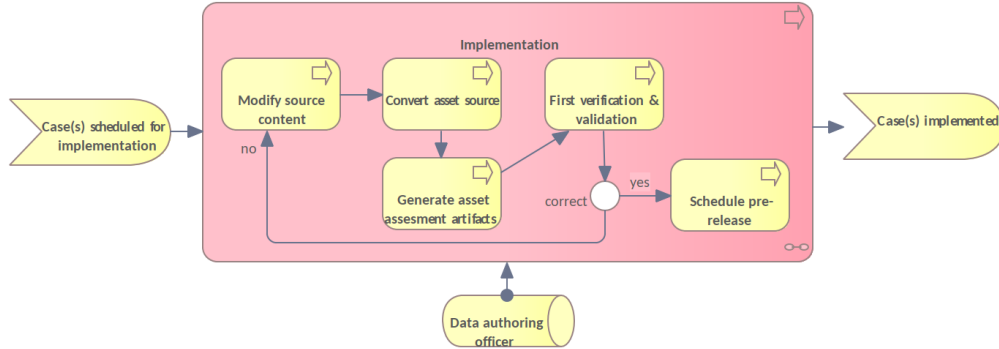 Implementation
Modify source
content
Convert asset source
First verification &
validation
Case(s) scheduled for
implementation
Case(s) implemented
no
Generate asset
assesment artifacts
correct
yes
Schedule pre-
release
Data authoring
officer